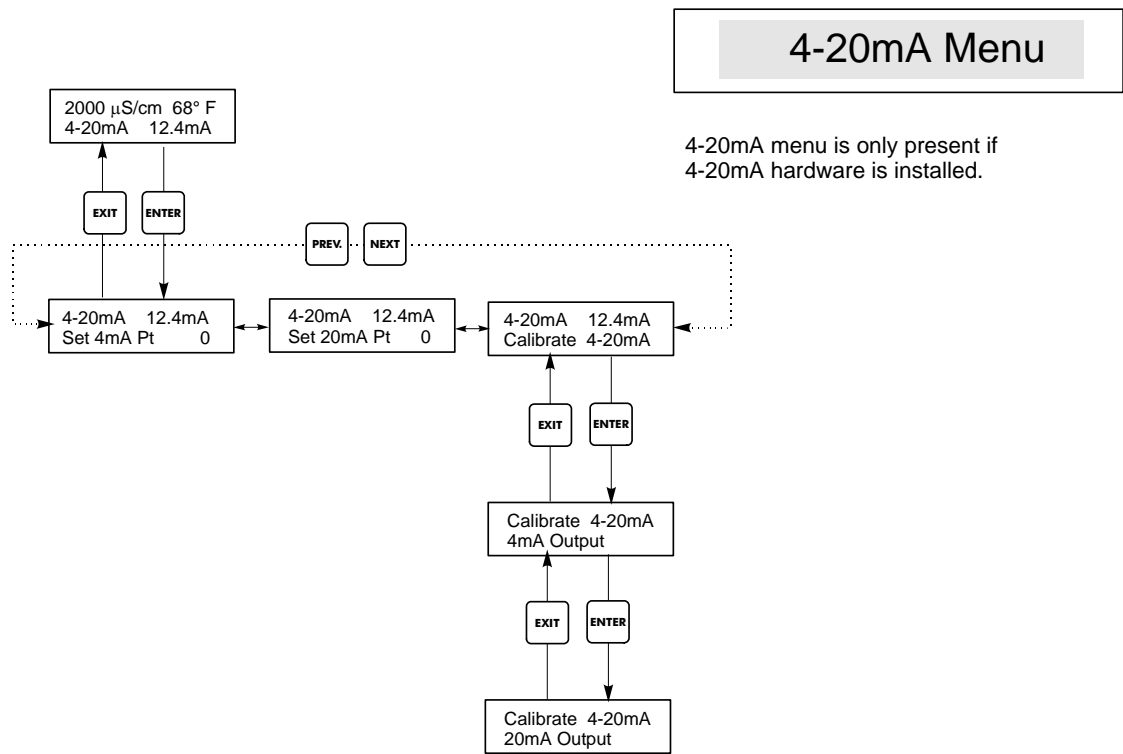 4-20mA Menu
4-20mA menu is only present if
4-20mA hardware is installed.
2000 µS/cm 68° F
4-20mA 12.4mA
EXIT
ENTER
PREV.
NEXT
4-20mA 12.4mA
Set 4mA Pt 0
4-20mA 12.4mA
Set 20mA Pt 0
4-20mA 12.4mA
Calibrate 4-20mA
EXIT
ENTER
Calibrate 4-20mA
4mA Output
EXIT
ENTER
Calibrate 4-20mA
20mA Output